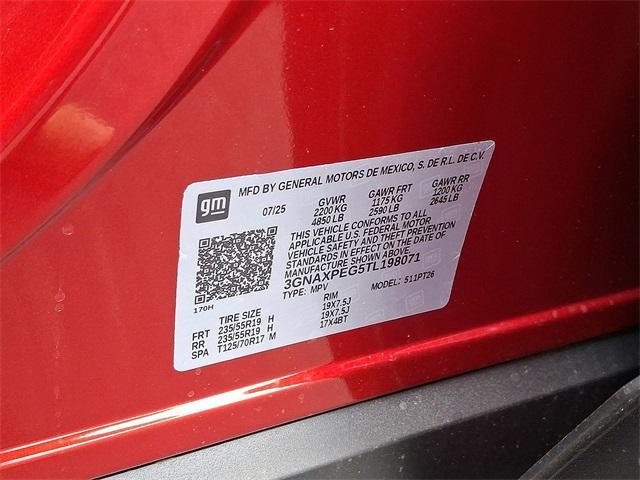 MFD BY GENERAL MOTORS DE MEXICO, S. DE R.L. DE C.V.
gm
07/25 GVWR GAWR FRT GAWR RR
2200 KG 1175 KG 1200 KG
4850 LB 2590 LB 2645 LB
THIS VEHICLE CONFORMS TO ALL
APPLICABLE U.S. FEDERAL MOTOR
VEHICLE SAFETY AND THEFT PREVENTION
STANDARDS IN EFFECT ON THE DATE OF
MANUFACTURE SHOWN ABOVE.
3GNAXPEG5TL198071
TYPE: MPV MODEL: 511PT26
170H
TIRE SIZE RIM
FRT 235/55R19 H 19X7.5J
RR 235/55R19 H 19X7.5J
SPA T125/70R17 M 17X4BT